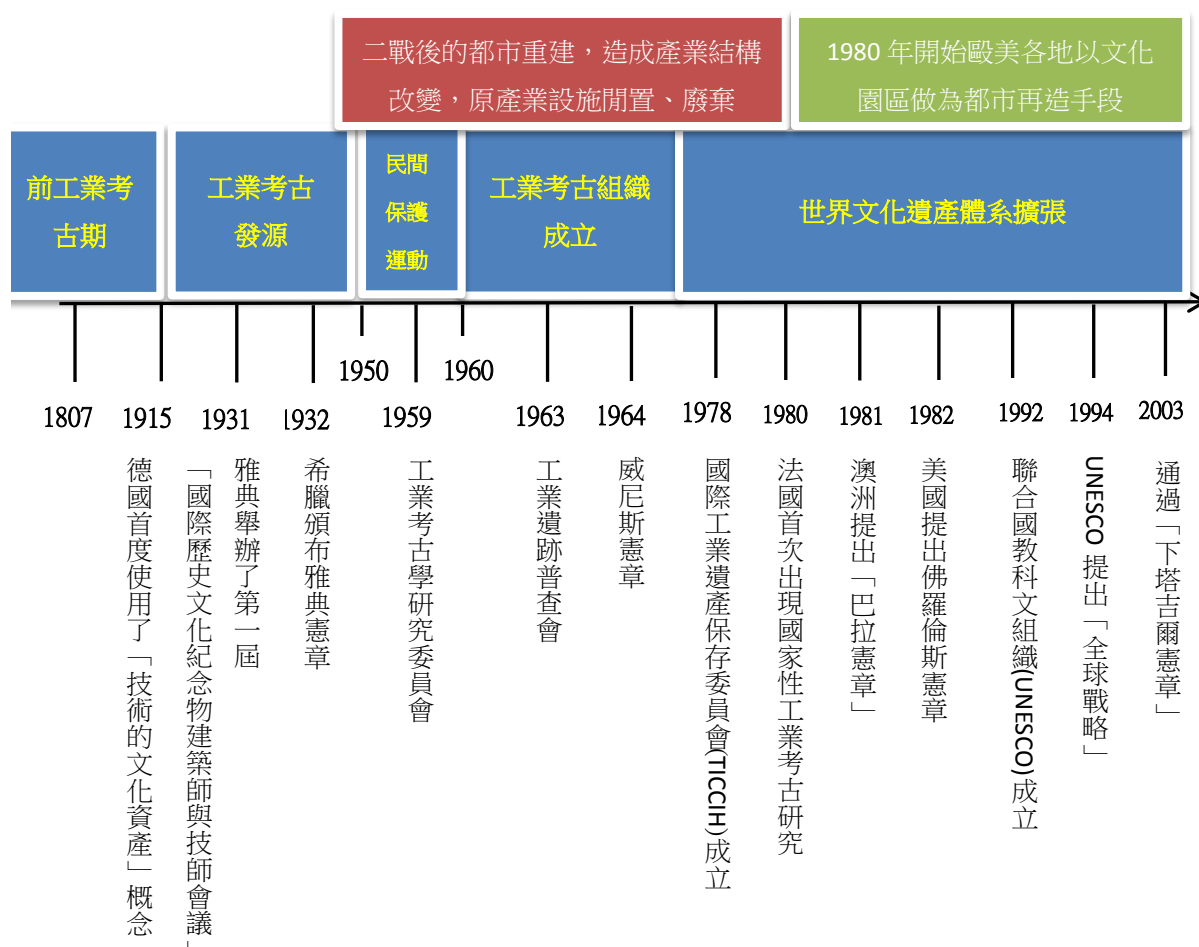 二戰後的都市重建，造成產業結構
改變，原產業設施閒置、廢棄
1980 年開始毆美各地以文化
園區做為都市再造手段
前工業考
古期
工業考古
發源
民間
保護
運動
工業考古組織
成立
世界文化遺產體系擴張
1950
1960
1807
1915
1931
1932
1959
1963
1964
1978
1980
1981
1982
1992
1994
2003
德國首度使用了「技術的文化資產」概念
雅典舉辦了第一屆
「國際歷史文化紀念物建築師與技師會議」
希臘頒布雅典憲章
工業考古學研究委員會
工業遺跡普查會
威尼斯憲章
國際工業遺產保存委員會(TICCIH)成立
法國首次出現國家性工業考古研究
澳洲提出「巴拉憲章」
美國提出佛羅倫斯憲章
聯合國教科文組織(UNESCO)成立
UNESCO 提出「全球戰略」
通過「下塔吉爾憲章」